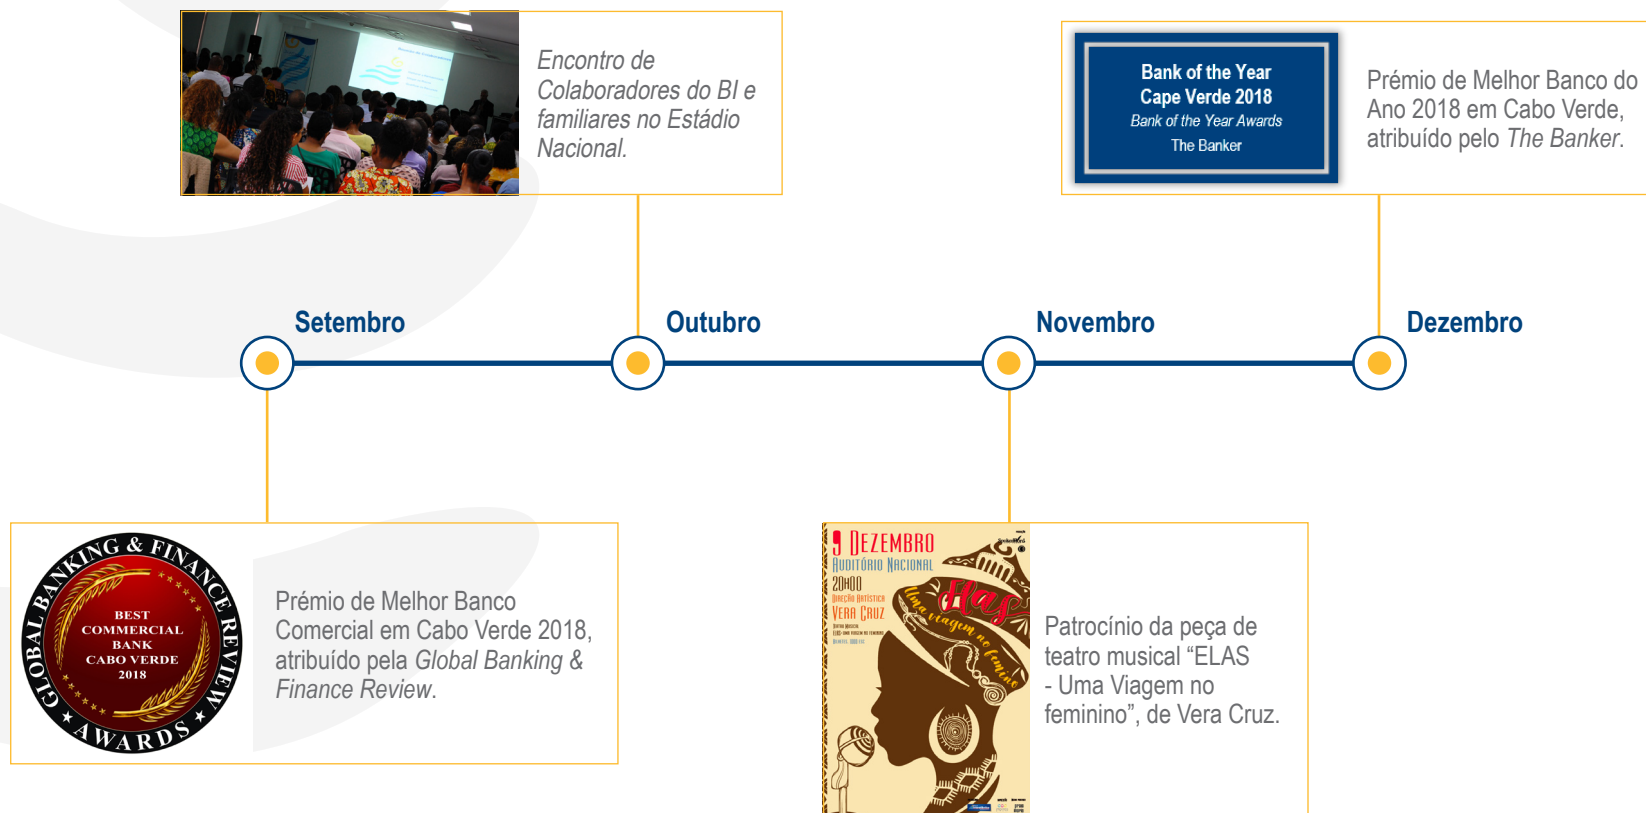 Encontro de
Colaboradores do BI e
familiares no Estádio
Nacional.
Bank of the Year
Cape Verde 2018
Bank of the Year Awards
The Banker
Prémio de Melhor Banco do
Ano 2018 em Cabo Verde,
atribuído pelo The Banker.
Setembro
Outubro
Novembro
Dezembro
GLOBAL BANKING & FINANCE REVIEW
BEST
COMMERCIAL
BANK
CABO VERDE
2018
AWARDS
Prémio de Melhor Banco
Comercial em Cabo Verde 2018,
atribuído pela Global Banking &
Finance Review.
9 DEZEMBRO
AUDITÓRIO NACIONAL
20H00
DIREÇÃO ARTÍSTICA
VERA CRUZ
Elas
Uma viagem no feminino
Patrocínio da peça de
teatro musical “ELAS
- Uma Viagem no
feminino”, de Vera Cruz.